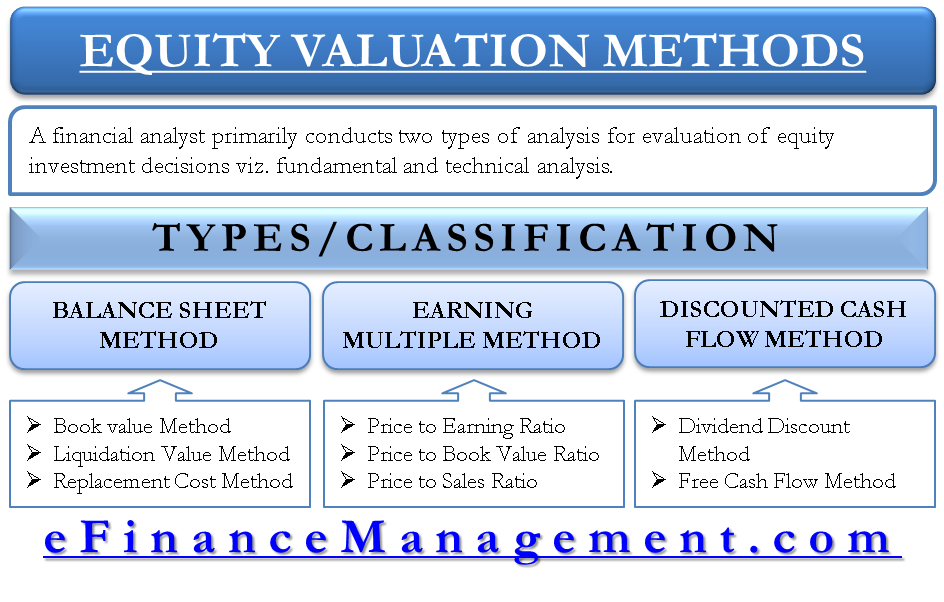 EQUITY VALUATION METHODS
A financial analyst primarily conducts two types of analysis for evaluation of equity
investment decisions viz. fundamental and technical analysis.
TYPES/CLASSIFICATION
BALANCE SHEET
METHOD
➢ Book value Method
➢ Liquidation Value Method
➢ Replacement Cost Method
EARNING
MULTIPLE METHOD
➢ Price to Earning Ratio
➢ Price to Book Value Ratio
➢ Price to Sales Ratio
DISCOUNTED CASH
FLOW METHOD
➢ Dividend Discount
Method
➢ Free Cash Flow Method
eFinanceManagement.com